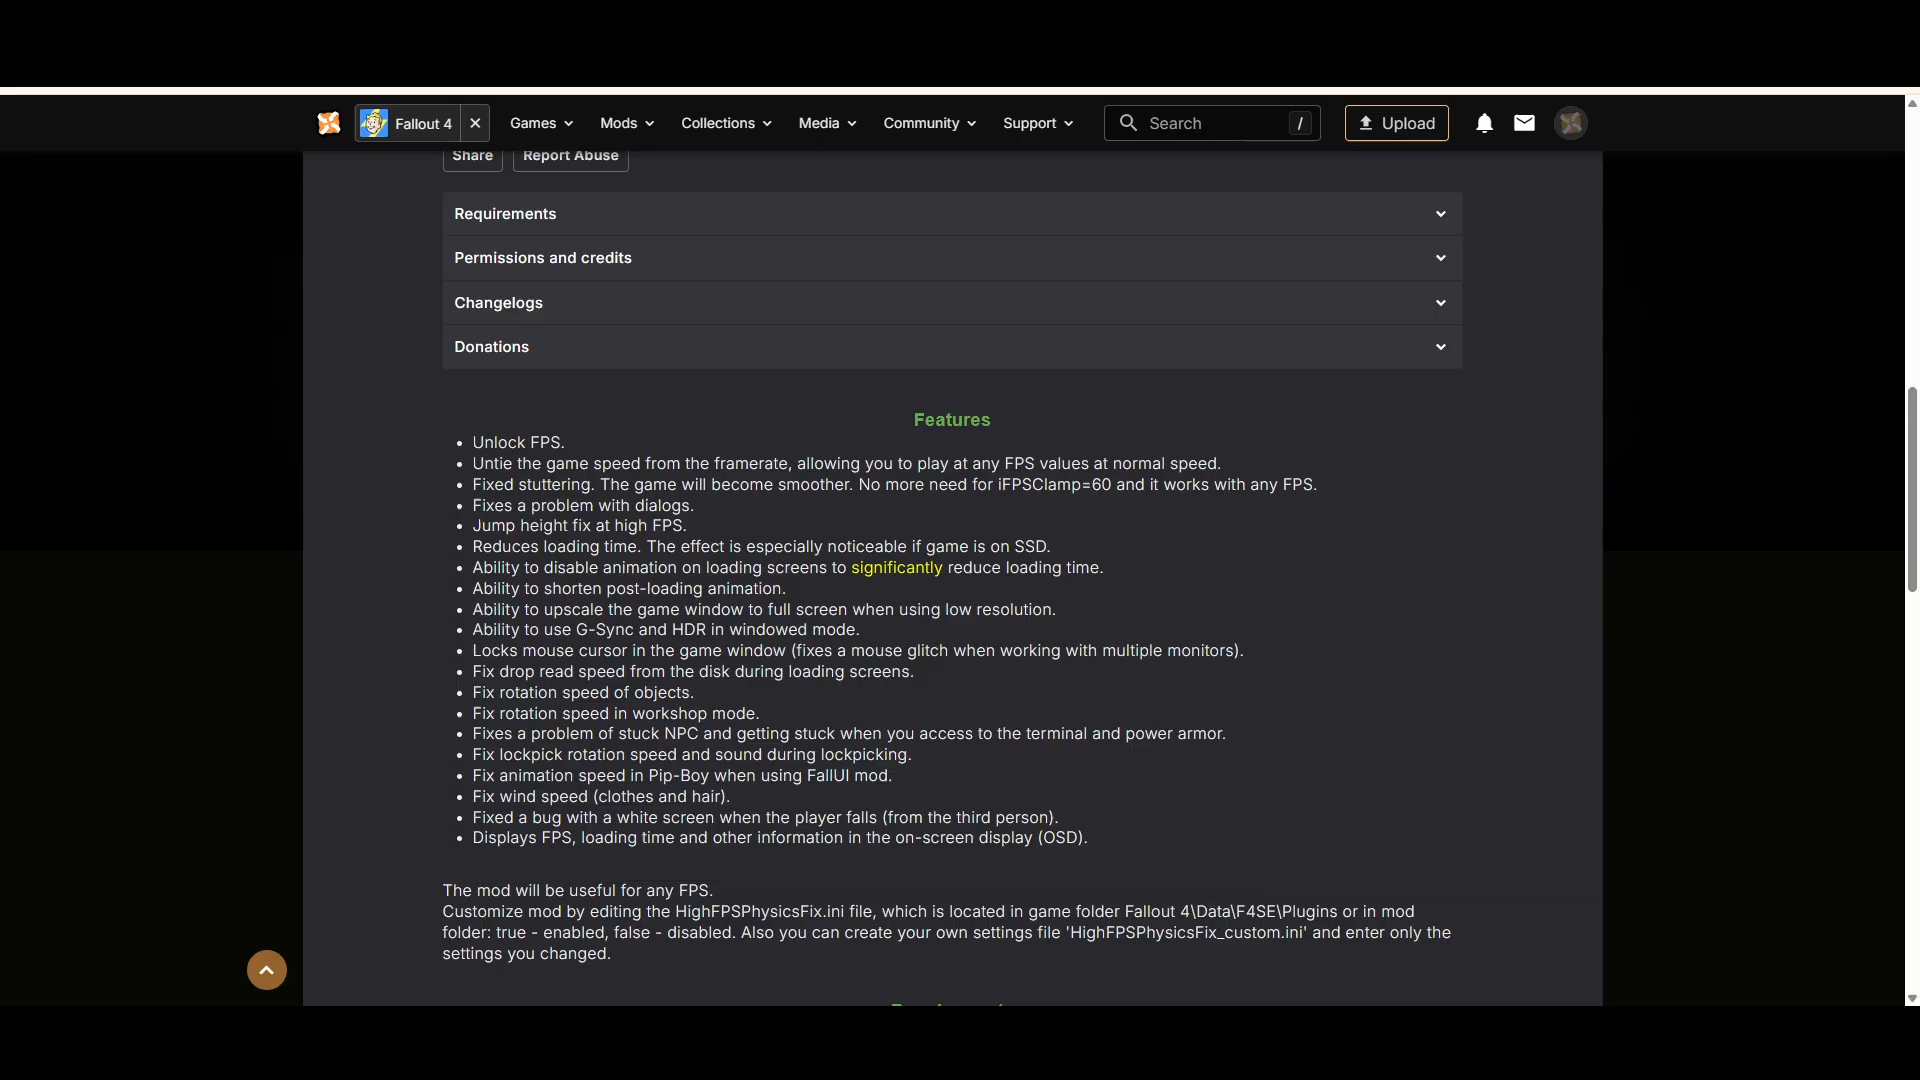 Fallout 4 Games Mods Collections Media Community Support Search / Upload
Share Report Abuse
Requirements
Permissions and credits
Changelogs
Donations
Features
Unlock FPS.
Untie the game speed from the framerate, allowing you to play at any FPS values at normal speed.
Fixed stuttering. The game will become smoother. No more need for iFPSClamp=60 and it works with any FPS.
Fixes a problem with dialogs.
Jump height fix at high FPS.
Reduces loading time. The effect is especially noticeable if game is on SSD.
Ability to disable animation on loading screens to significantly reduce loading time.
Ability to shorten post-loading animation.
Ability to upscale the game window to full screen when using low resolution.
Ability to use G-Sync and HDR in windowed mode.
Locks mouse cursor in the game window (fixes a mouse glitch when working with multiple monitors).
Fix drop read speed from the disk during loading screens.
Fix rotation speed of objects.
Fix rotation speed in workshop mode.
Fixes a problem of stuck NPC and getting stuck when you access to the terminal and power armor.
Fix lockpick rotation speed and sound during lockpicking.
Fix animation speed in Pip-Boy when using FallUI mod.
Fix wind speed (clothes and hair).
Fixed a bug with a white screen when the player falls (from the third person).
Displays FPS, loading time and other information in the on-screen display (OSD).
The mod will be useful for any FPS.
Customize mod by editing the HighFPSPhysicsFix.ini file, which is located in game folder Fallout 4\Data\F4SE\Plugins or in mod
folder: true - enabled, false - disabled. Also you can create your own settings file 'HighFPSPhysicsFix_custom.ini' and enter only the
settings you changed.